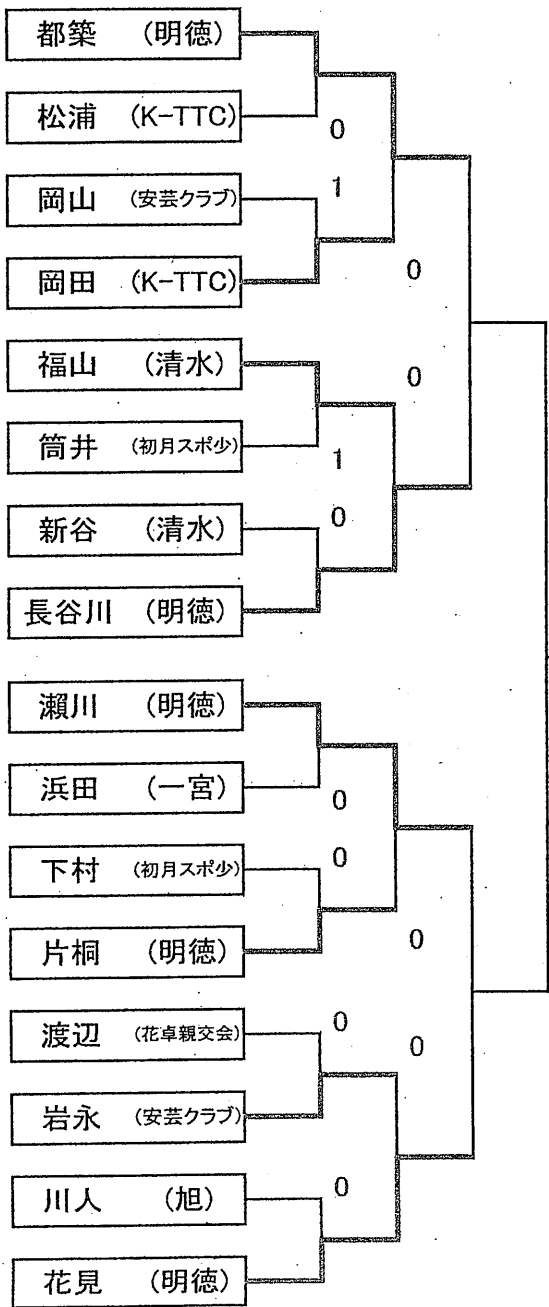 都築 (明徳)
松浦 (K-TTC)
0
岡山 (安芸クラブ)
1
岡田 (K-TTC)
0
福山 (清水)
0
筒井 (初月スポ少)
1
新谷 (清水)
0
長谷川 (明徳)
瀬川 (明徳)
浜田 (一宮)
0
下村 (初月スポ少)
0
片桐 (明徳)
0
渡辺 (花卓親交会)
0
0
岩永 (安芸クラブ)
川人 (旭)
0
花見 (明徳)